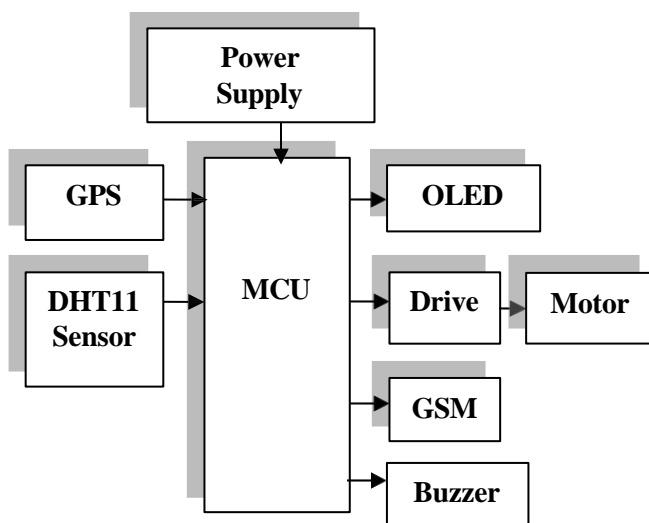 Power
Supply
GPS
OLED
DHT11
Sensor
MCU
Drive
Motor
GSM
Buzzer